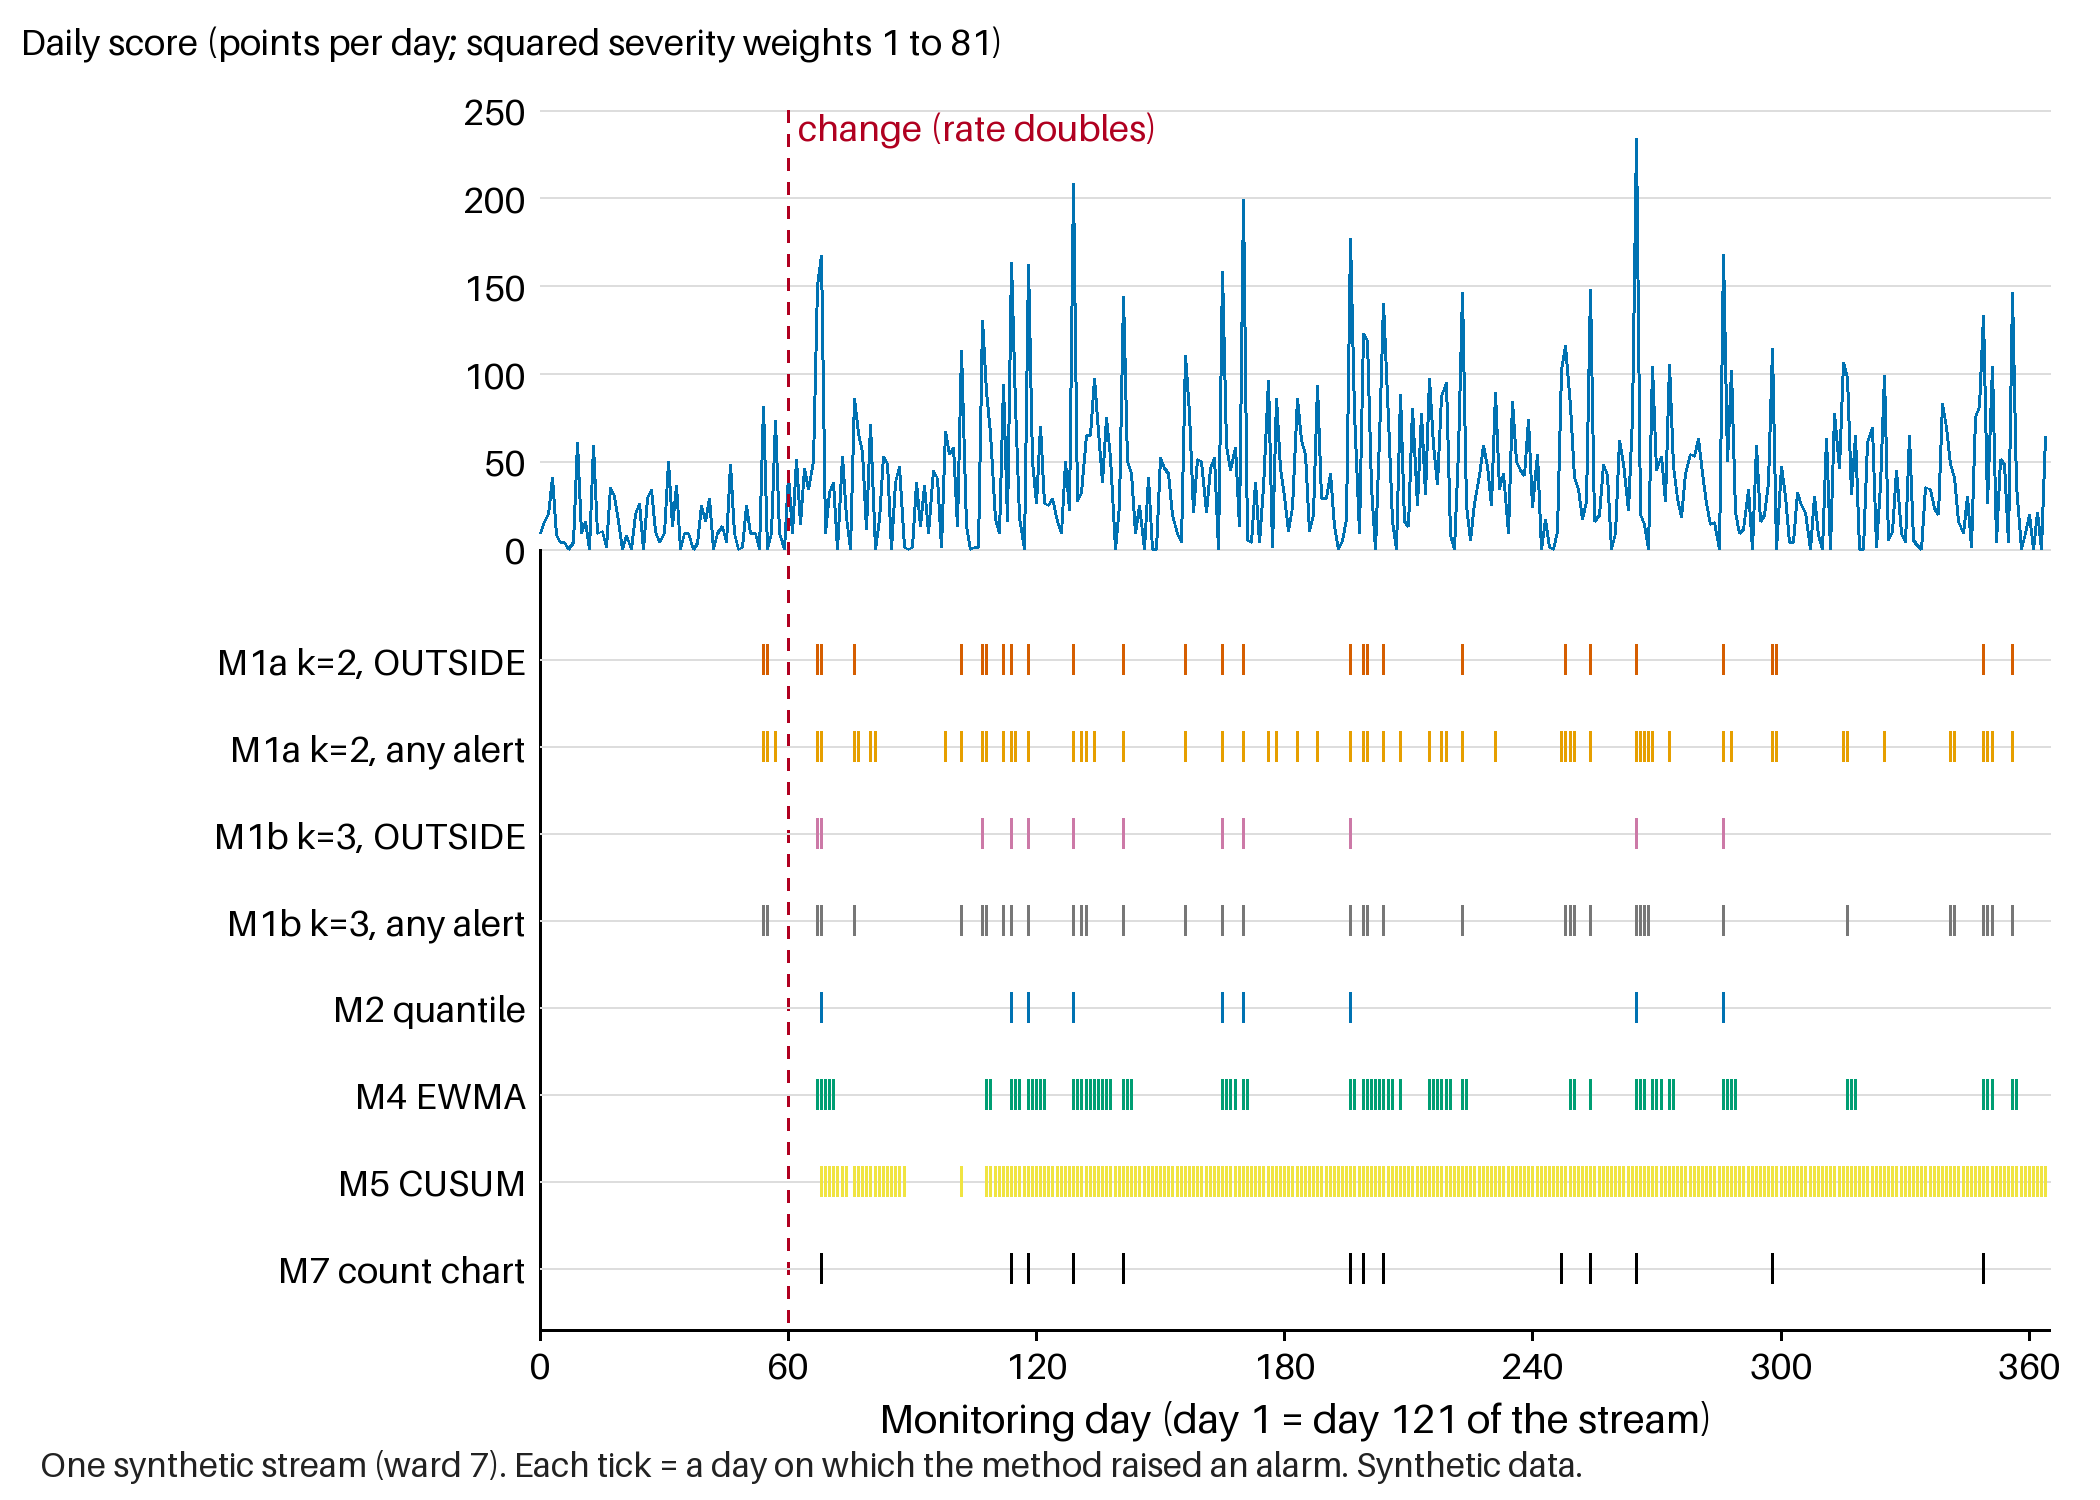 Daily score (points per day; squared severity weights 1 to 81)
250
change (rate doubles)
200
150
100
50
0
M1a k=2, OUTSIDE
M1a k=2, any alert
M1b k=3, OUTSIDE
M1b k=3, any alert
M2 quantile
M4 EWMA
M5 CUSUM
M7 count chart
0 60 120 180 240 300 360
Monitoring day (day 1 = day 121 of the stream)
One synthetic stream (ward 7). Each tick = a day on which the method raised an alarm. Synthetic data.